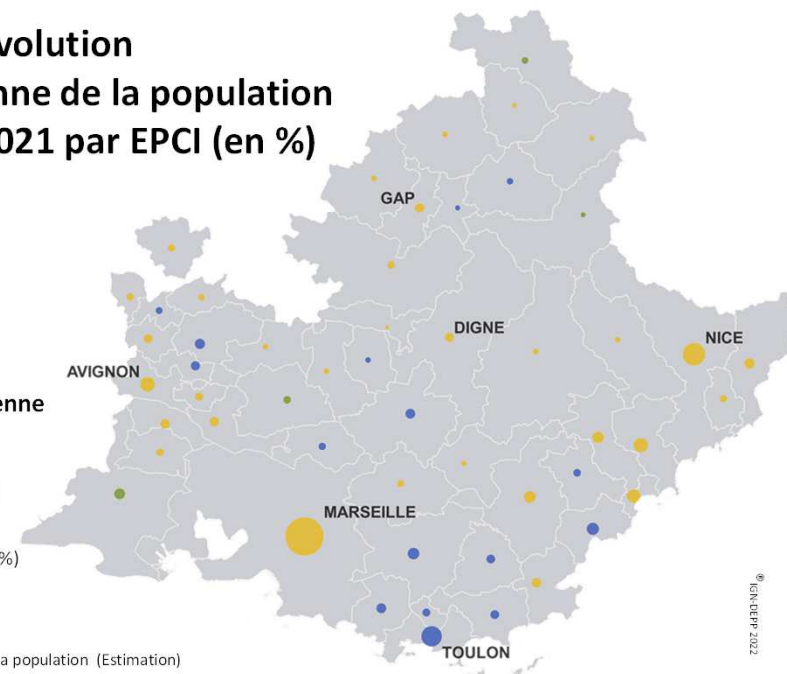 volution
nne de la population
021 par EPCI (en %)
GAP
DIGNE
NICE
AVIGNON
enne
MARSEILLE
%)
® IGN-DEPP 2022
TOULON
a population (Estimation)